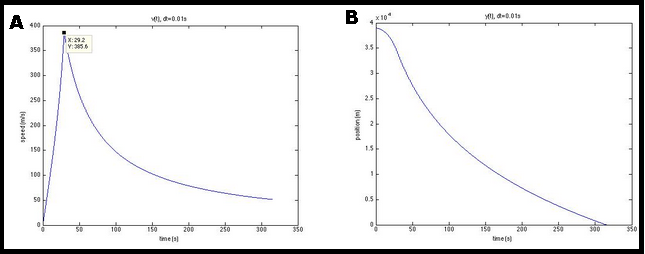 A
v(t), dt=0.01s
400
350
300
250
200
150
100
50
0
speed (m/s)
X: 29.2
Y: 385.6
0 50 100 150 200 250 300 350
time (s)
B
y(t), dt=0.01s
4
3.5
3
2.5
2
1.5
1
0.5
0
position (m)
0 50 100 150 200 250 300 350
time (s)